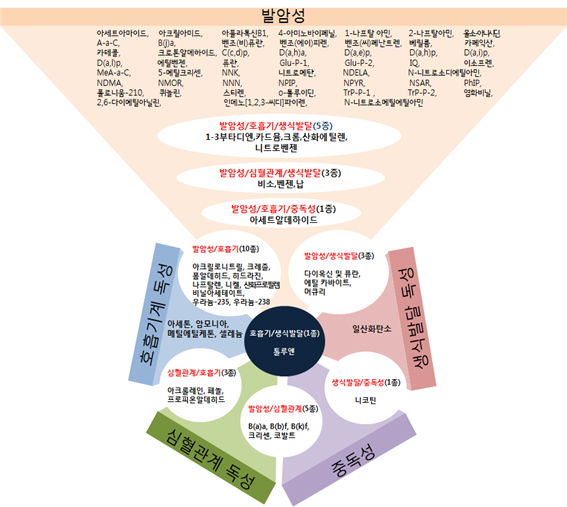 발암성
아세트아마이드, 아크릴아미드, 아플라톡신B1, 4-아미노바이페닐, 1-나프탈 아민, 2-나프탈아민, 올소아니시딘
A-a-C, B(j)a, 벤조(비)퓨란, 벤조(에이)피렌, 벤조(씨)페난트렌, 베릴륨, 카페익산,
카테콜, 크로톤알데하이드, C(c,d)p, D(a,h)a, D(a,e)p, D(a,h)p, D(a,i)p,
D(a,l)p, 에틸벤젠, 퓨란, Glu-P-1, Glu-P-2, IQ, 이소프렌,
MeA-a-C, 5-메틸크리센, NNK, 니트로메탄, NDELA, N-니트로소디에틸아민,
NDMA, NMOR, NNN, NPIP, NPYR, NSAR, PhIP,
폴로니움-210, 퀴놀린, 스티렌, o-톨루이딘, TrP-P-1 , TrP-P-2, 염화비닐,
2,6-다이메틸아닐린, 인데노[1,2,3-씨디]파이렌, N-니트로소메틸에틸아민
발암성/호흡기/생식발달(5종)
1-3부타디엔,카드뮴,크롬,산화에틸렌,
니트로벤젠
발암성/심혈관계/생식발달(3종)
비소,벤젠,납
발암성/호흡기/중독성(1종)
아세트알데하이드
발암성/호흡기(10종)
아크릴로니트릴, 크레졸,
폼알데히드, 히드라진,
나프탈렌, 니켈, 산화프로필렌
비닐아세테이트,
우라늄-235, 우라늄-238
발암성/생식발달(3종)
다이옥신 및 퓨란,
에틸 카바이트,
머큐리
호흡기계 독성
생식발달 독성
아세톤, 암모니아,
메틸에틸케톤, 셀레늄
호흡기/생식발달(1종)
톨루엔
일산화탄소
심혈관계/호흡기(3종)
아크롤레인, 페놀,
프로피온알데히드
생식발달/중독성(1종)
니코틴
발암성/심혈관계(5종)
B(a)a, B(b)f, B(k)f,
크리센, 코발트
심혈관계 독성
중독성